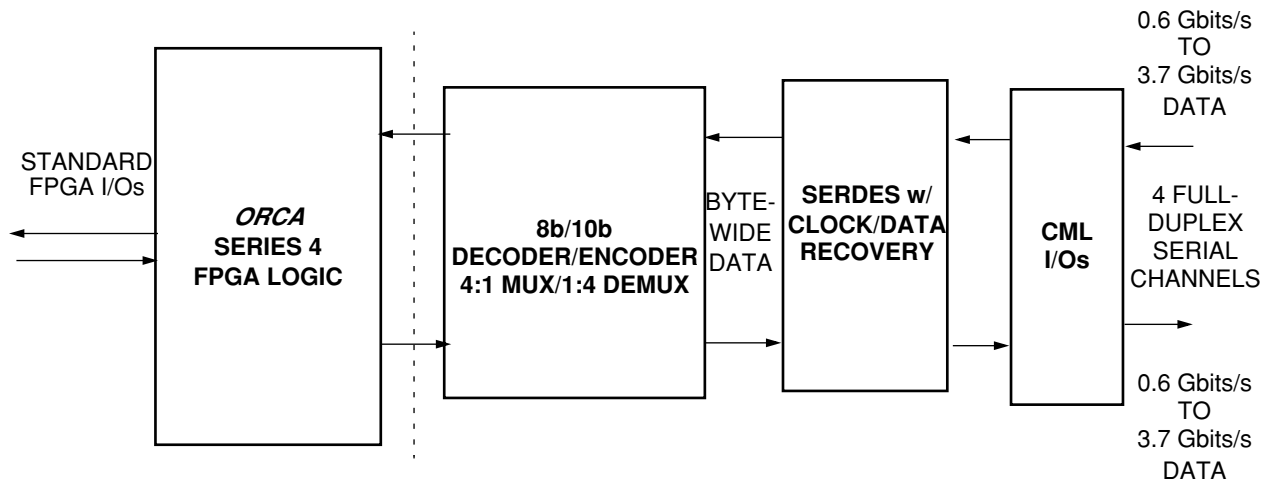 STANDARD
FPGA I/Os
ORCA
SERIES 4
FPGA LOGIC
8b/10b
DECODER/ENCODER
4:1 MUX/1:4 DEMUX
BYTE-
WIDE
DATA
SERDES w/
CLOCK/DATA
RECOVERY
CML
I/Os
0.6 Gbits/s
TO
3.7 Gbits/s
DATA
4 FULL-
DUPLEX
SERIAL
CHANNELS
0.6 Gbits/s
TO
3.7 Gbits/s
DATA